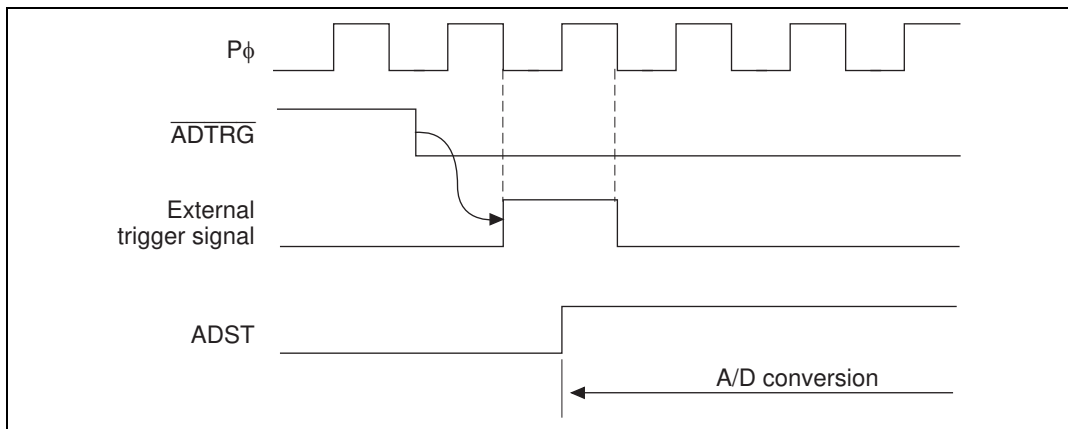 Pϕ
ADTRG
External
trigger signal
ADST
A/D conversion